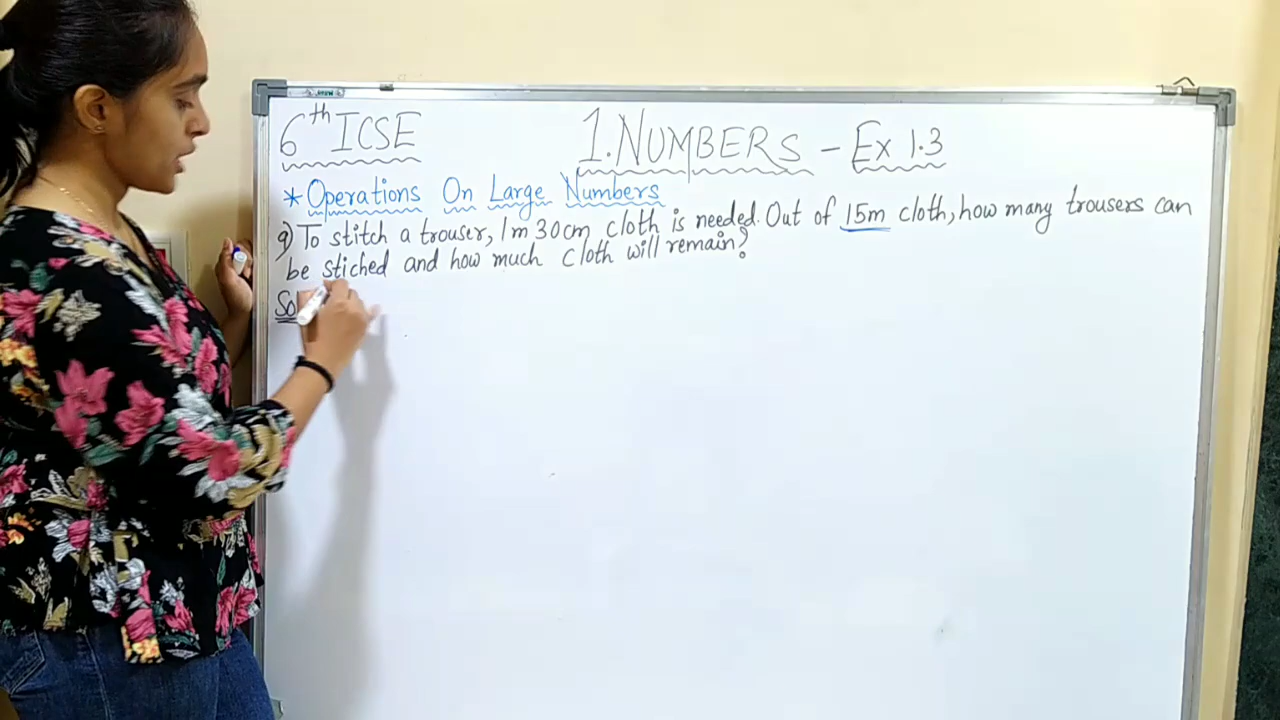 6th ICSE 1. NUMBERS - Ex 1.3
* Operations On Large Numbers
9) To stitch a trouser, 1m 30cm cloth is needed. Out of 15m cloth, how many trousers can
be stiched and how much cloth will remain?